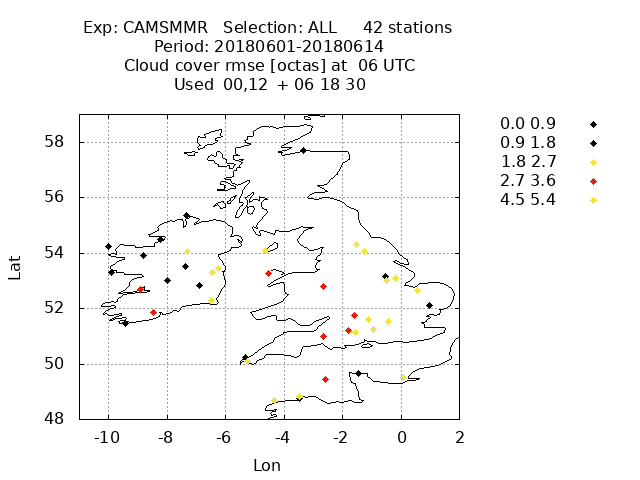 Exp: CAMSMMR Selection: ALL 42 stations
Period: 20180601-20180614
Cloud cover rmse [octas] at 06 UTC
Used 00,12 + 06 18 30
0.0 0.9
0.9 1.8
1.8 2.7
2.7 3.6
4.5 5.4
58
56
54
52
50
48
Lat
-10 -8 -6 -4 -2 0 2
Lon